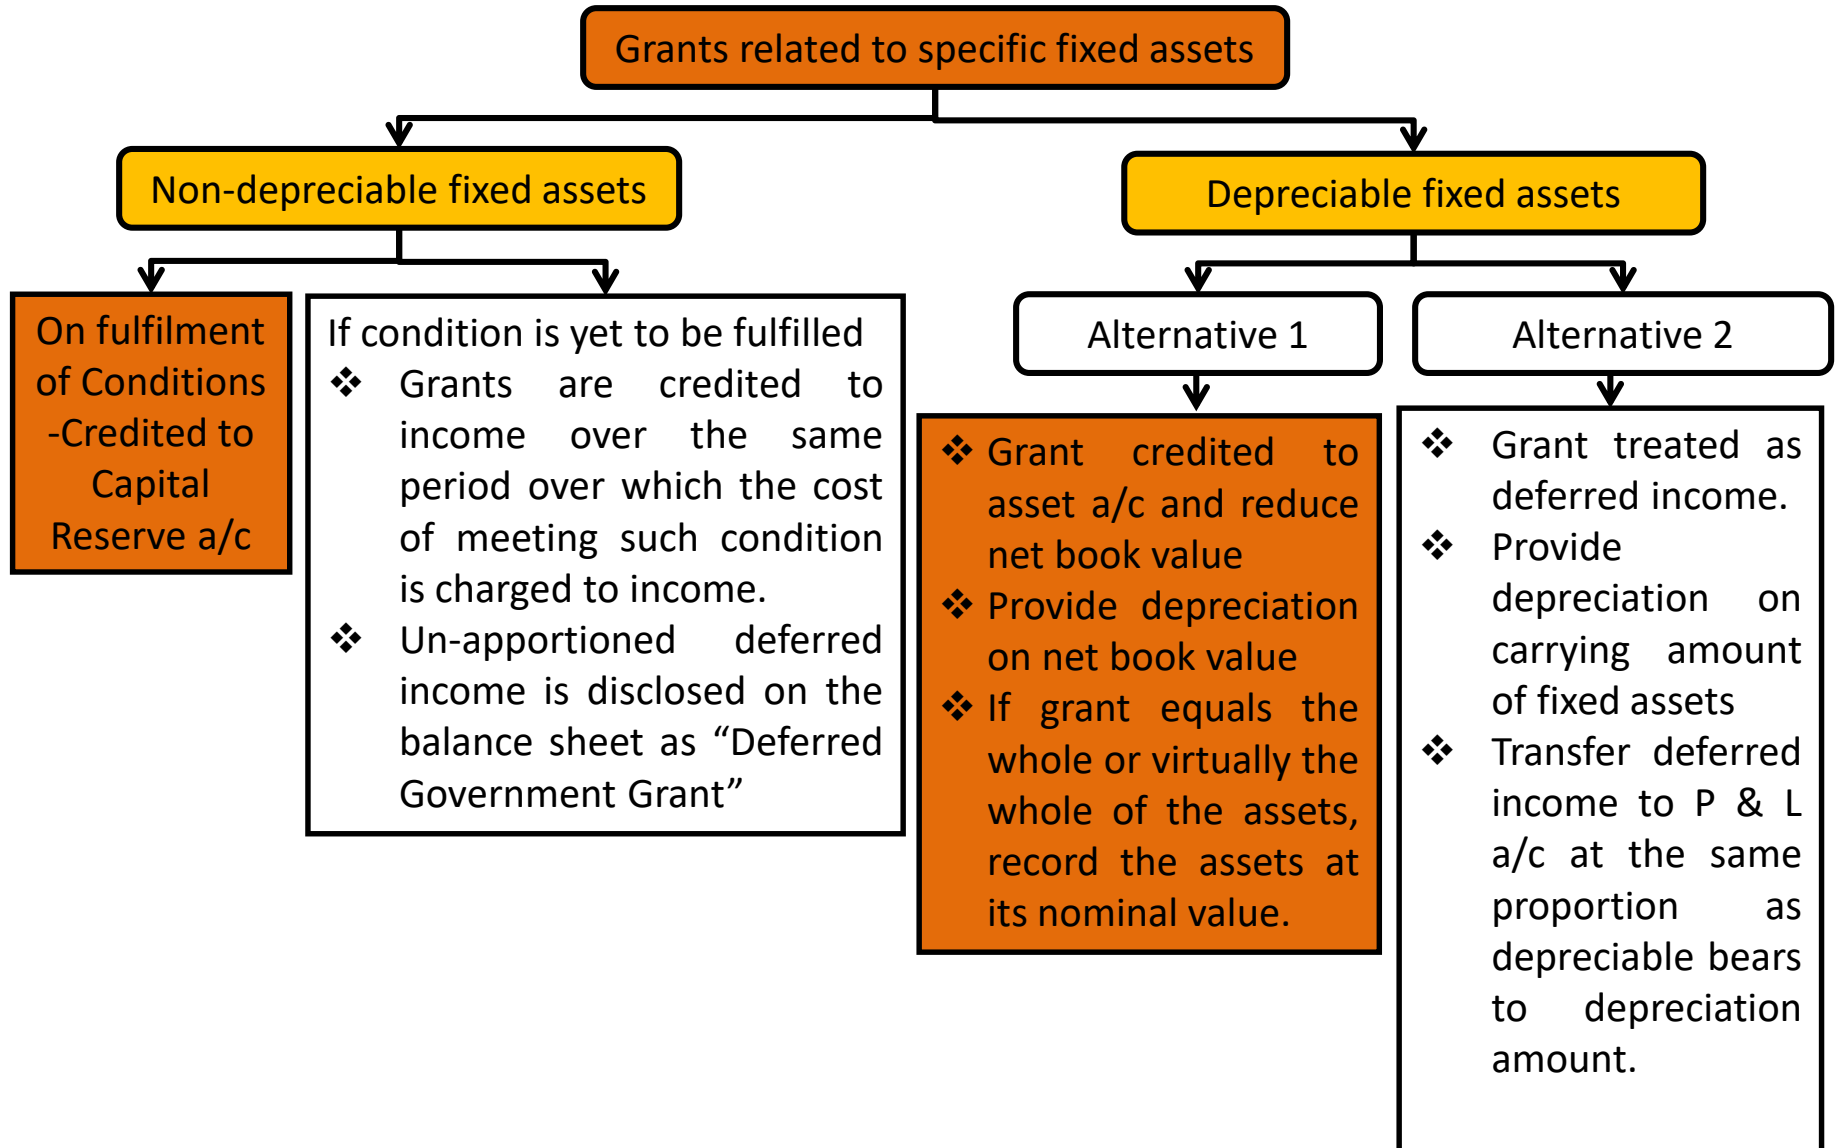 Grants related to specific fixed assets
Non-depreciable fixed assets
Depreciable fixed assets
On fulfilment
of Conditions
-Credited to
Capital
Reserve a/c
If condition is yet to be fulfilled
❖ Grants are credited to
income over the same
period over which the cost
of meeting such condition
is charged to income.
❖ Un-apportioned deferred
income is disclosed on the
balance sheet as “Deferred
Government Grant”
Alternative 1
❖ Grant credited to
asset a/c and reduce
net book value
❖ Provide depreciation
on net book value
❖ If grant equals the
whole or virtually the
whole of the assets,
record the assets at
its nominal value.
Alternative 2
❖ Grant treated as
deferred income.
❖ Provide
depreciation on
carrying amount
of fixed assets
❖ Transfer deferred
income to P & L
a/c at the same
proportion as
depreciable bears
to depreciation
amount.